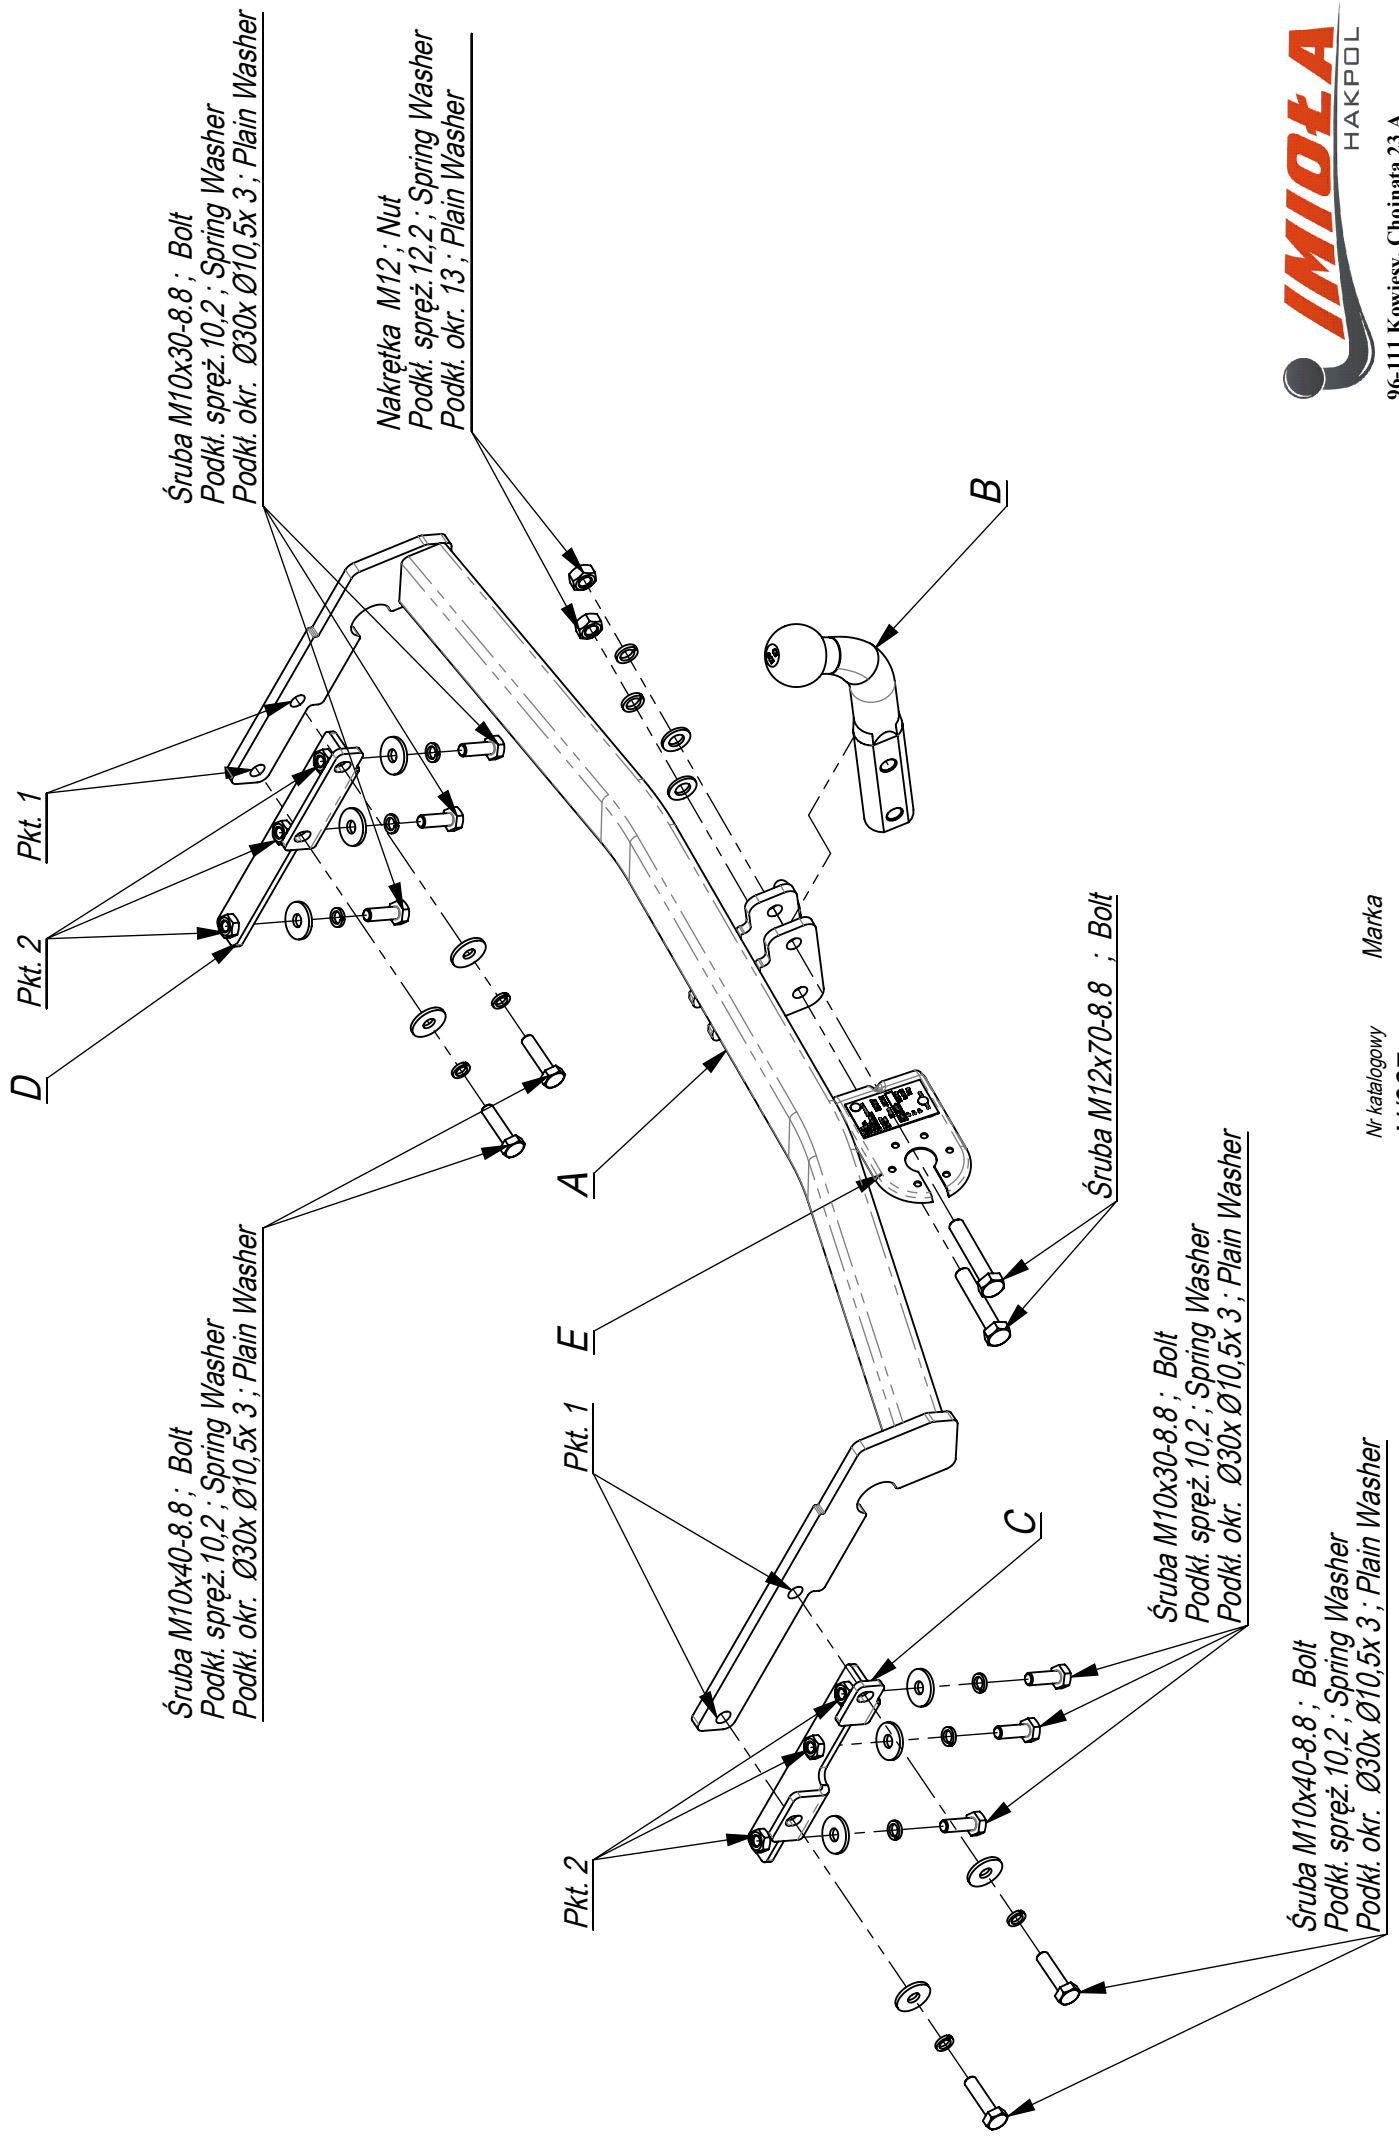 D
Pkt. 2
Pkt. 1
Śruba M10x40-8.8 ; Bolt
Podkł. spręż.10,2 ; Spring Washer
Podkł. okr. Ø30x Ø10,5x 3 ; Plain Washer
Śruba M10x30-8.8 ; Bolt
Podkł. spręż.10,2 ; Spring Washer
Podkł. okr. Ø30x Ø10,5x 3 ; Plain Washer
Nakrętka M12 ; Nut
Podkł. spręż.12,2 ; Spring Washer
Podkł. okr. 13 ; Plain Washer
Pkt. 2
Pkt. 1
E
A
B
C
Śruba M12x70-8.8 ; Bolt
Śruba M10x30-8.8 ; Bolt
Podkł. spręż.10,2 ; Spring Washer
Podkł. okr. Ø30x Ø10,5x 3 ; Plain Washer
Śruba M10x40-8.8 ; Bolt
Podkł. spręż.10,2 ; Spring Washer
Podkł. okr. Ø30x Ø10,5x 3 ; Plain Washer
IMIOŁA
HAKPOL
96-111 Kowiesy, Chojnata 23 A
Nr katalogowy
Marka